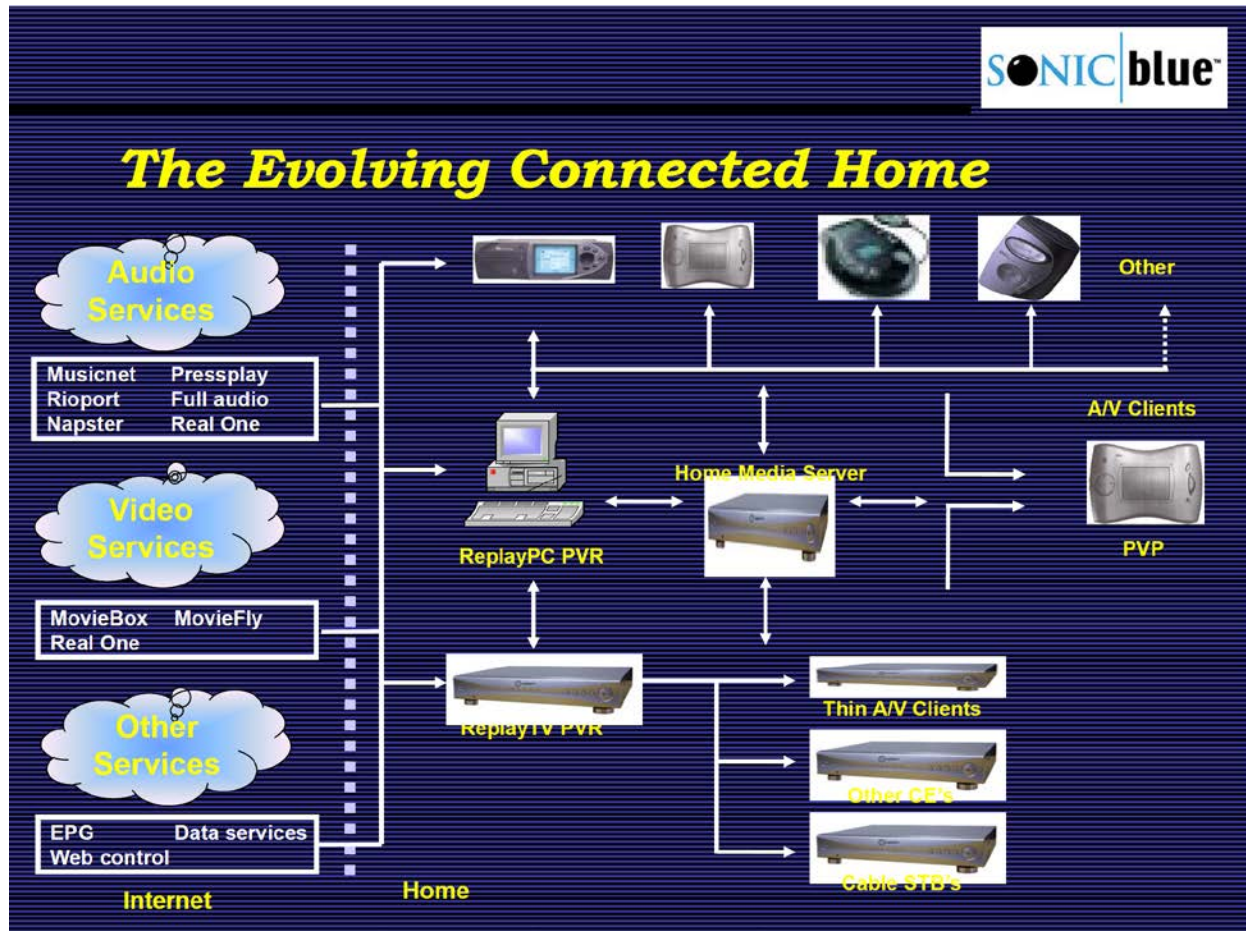 SONIC blue™
The Evolving Connected Home
Audio
Services
Musicnet Pressplay
Rioport Full audio
Napster Real One
Video
Services
MovieBox MovieFly
Real One
Other
Services
EPG Data services
Web control
Internet
Home
Other
A/V Clients
Home Media Server
ReplayPC PVR
PVP
ReplayTV PVR
Thin A/V Clients
Other CE's
Cable STB's